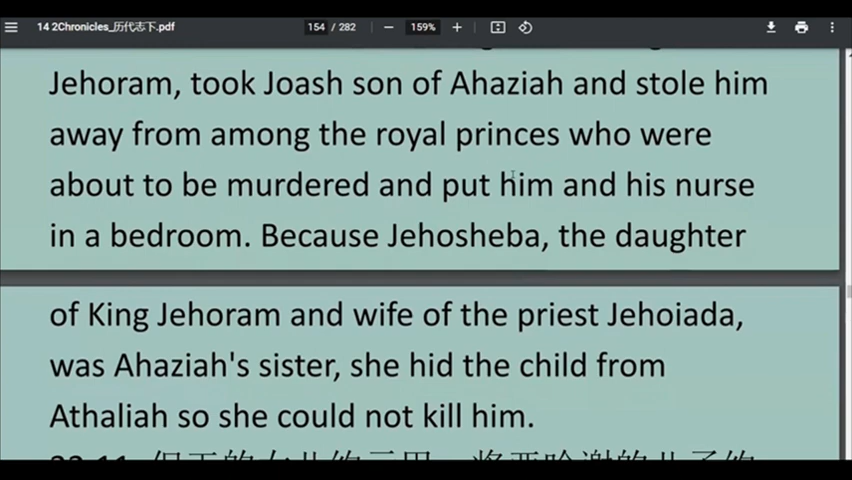 14 2Chronicles_历代志下.pdf
154 / 282
159%
Jehoram, took Joash son of Ahaziah and stole him
away from among the royal princes who were
about to be murdered and put him and his nurse
in a bedroom. Because Jehosheba, the daughter
of King Jehoram and wife of the priest Jehoiada,
was Ahaziah's sister, she hid the child from
Athaliah so she could not kill him.